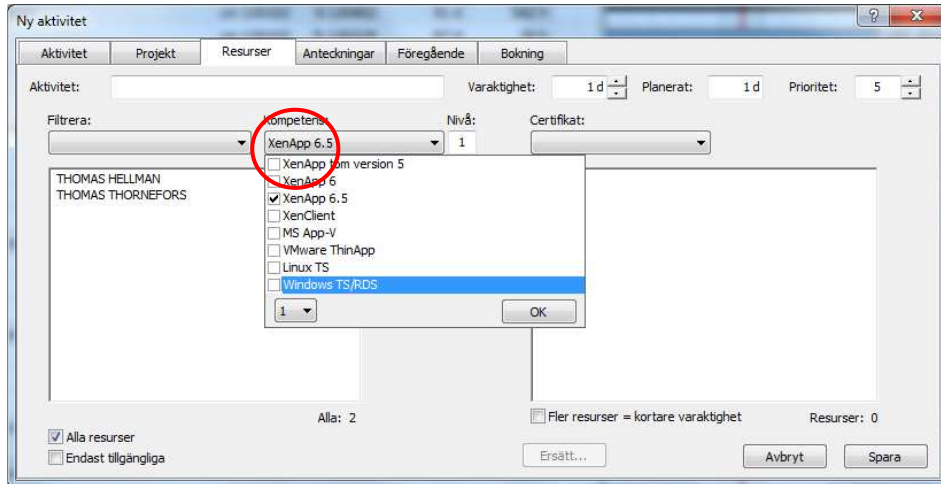 Ny aktivitet
Aktivitet Projekt Resurser Anteckningar Föregående Bokning
Aktivitet: Varaktighet: 1 d Planerat: 1 d Prioritet: 5
Filtrera: Kompetens: Nivå: Certifikat:
XenApp 6.5 1
XenApp tom version 5
THOMAS HELLMAN XenApp 6
THOMAS THORNEFORS XenApp 6.5
XenClient
MS App-V
VMware ThinApp
Linux TS
Windows TS/RDS
1 OK
Alla: 2 Fler resurser = kortare varaktighet Resurser: 0
Alla resurser
Endast tillgängliga Ersätt... Avbryt Spara